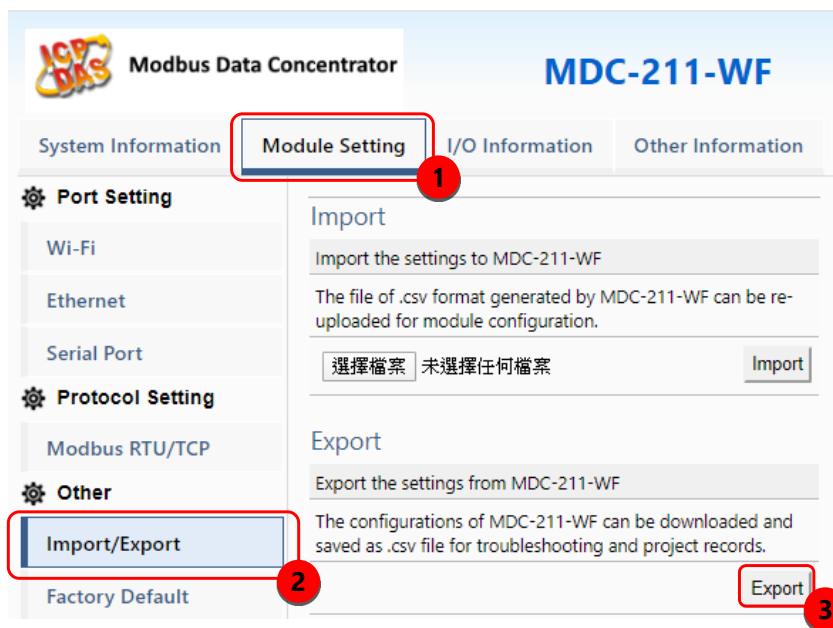 ICP DAS
Modbus Data Concentrator
MDC-211-WF
System Information
Module Setting
I/O Information
Other Information
1
Port Setting
Wi-Fi
Ethernet
Serial Port
Protocol Setting
Modbus RTU/TCP
Other
Import/Export
2
Factory Default
Import
Import the settings to MDC-211-WF
The file of .csv format generated by MDC-211-WF can be re-
uploaded for module configuration.
選擇檔案 未選擇任何檔案
Import
Export
Export the settings from MDC-211-WF
The configurations of MDC-211-WF can be downloaded and
saved as .csv file for troubleshooting and project records.
Export
3